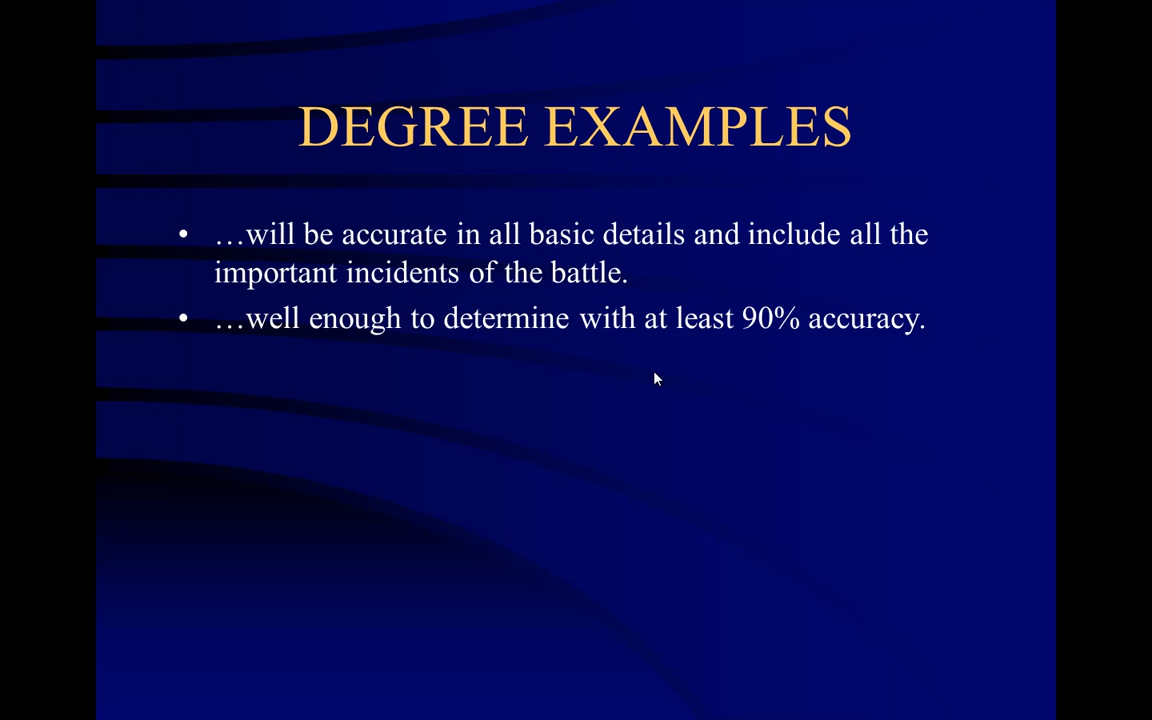 DEGREE EXAMPLES
• …will be accurate in all basic details and include all the
important incidents of the battle.
• …well enough to determine with at least 90% accuracy.